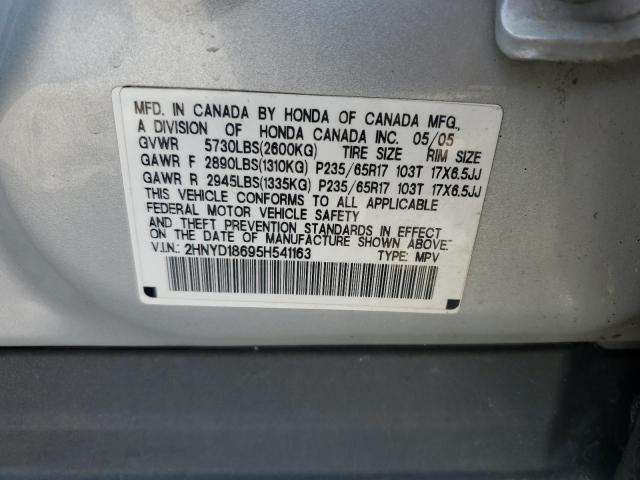 MFD. IN CANADA BY HONDA OF CANADA MFG.,
A DIVISION OF HONDA CANADA INC. 05/05
GVWR 5730LBS(2600KG) TIRE SIZE RIM SIZE
GAWR F 2890LBS(1310KG) P235/65R17 103T 17X6.5JJ
GAWR R 2945LBS(1335KG) P235/65R17 103T 17X6.5JJ
THIS VEHICLE CONFORMS TO ALL APPLICABLE
FEDERAL MOTOR VEHICLE SAFETY
AND THEFT PREVENTION STANDARDS IN EFFECT
ON THE DATE OF MANUFACTURE SHOWN ABOVE.
V.I.N.: 2HNYD18695H541163 TYPE: MPV